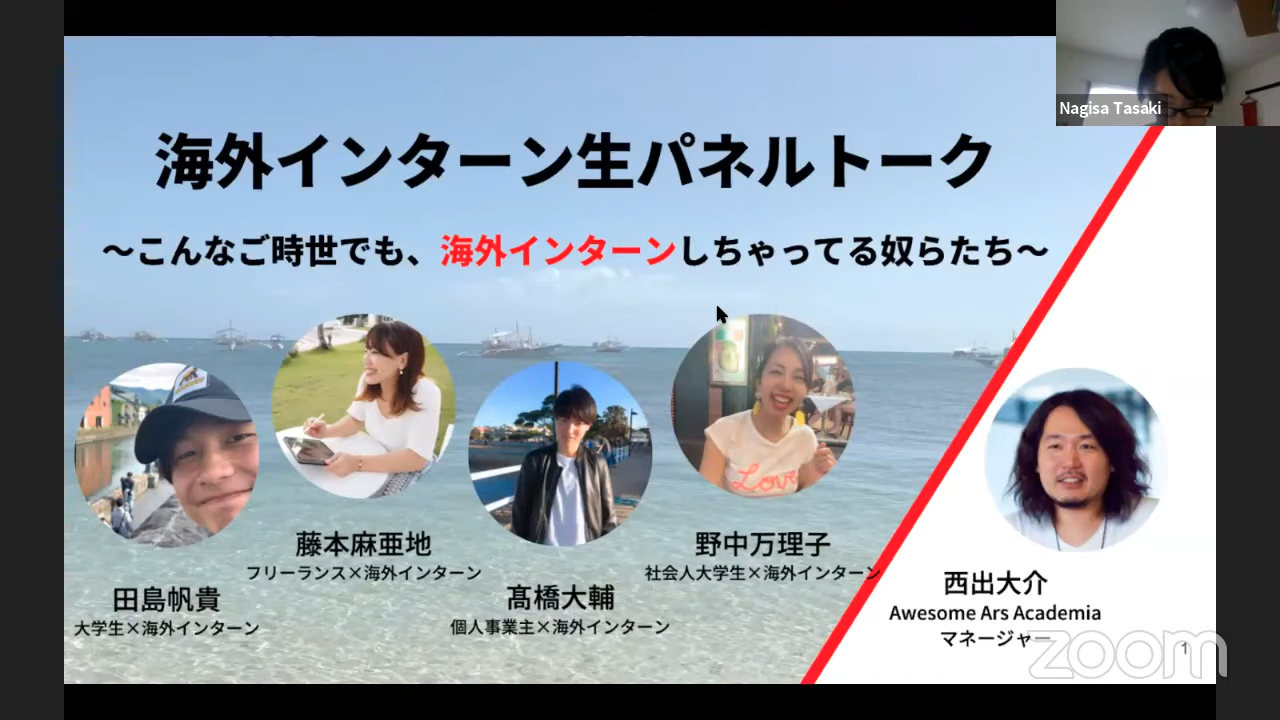 Nagisa Tasaki
海外インターン生パネルトーク
〜こんなご時世でも、海外インターンしちゃってる奴らたち〜
Love
藤本麻亜地
フリーランス×海外インターン
野中万理子
社会人大学生×海外インターン
田島帆貴
大学生×海外インターン
髙橋大輔
個人事業主×海外インターン
西出大介
Awesome Ars Academia
マネージャー
zoom
1